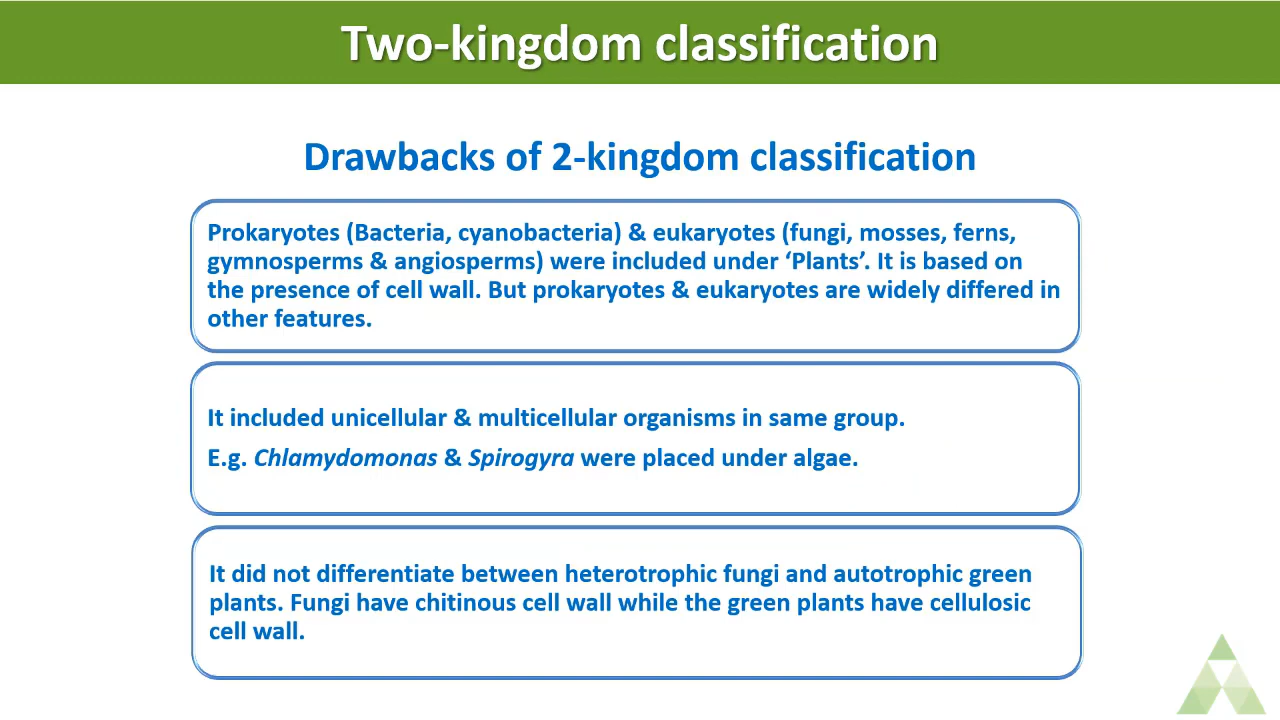 Two-kingdom classification
Drawbacks of 2-kingdom classification
Prokaryotes (Bacteria, cyanobacteria) & eukaryotes (fungi, mosses, ferns,
gymnosperms & angiosperms) were included under ‘Plants’. It is based on
the presence of cell wall. But prokaryotes & eukaryotes are widely differed in
other features.
It included unicellular & multicellular organisms in same group.
E.g. Chlamydomonas & Spirogyra were placed under algae.
It did not differentiate between heterotrophic fungi and autotrophic green
plants. Fungi have chitinous cell wall while the green plants have cellulosic
cell wall.